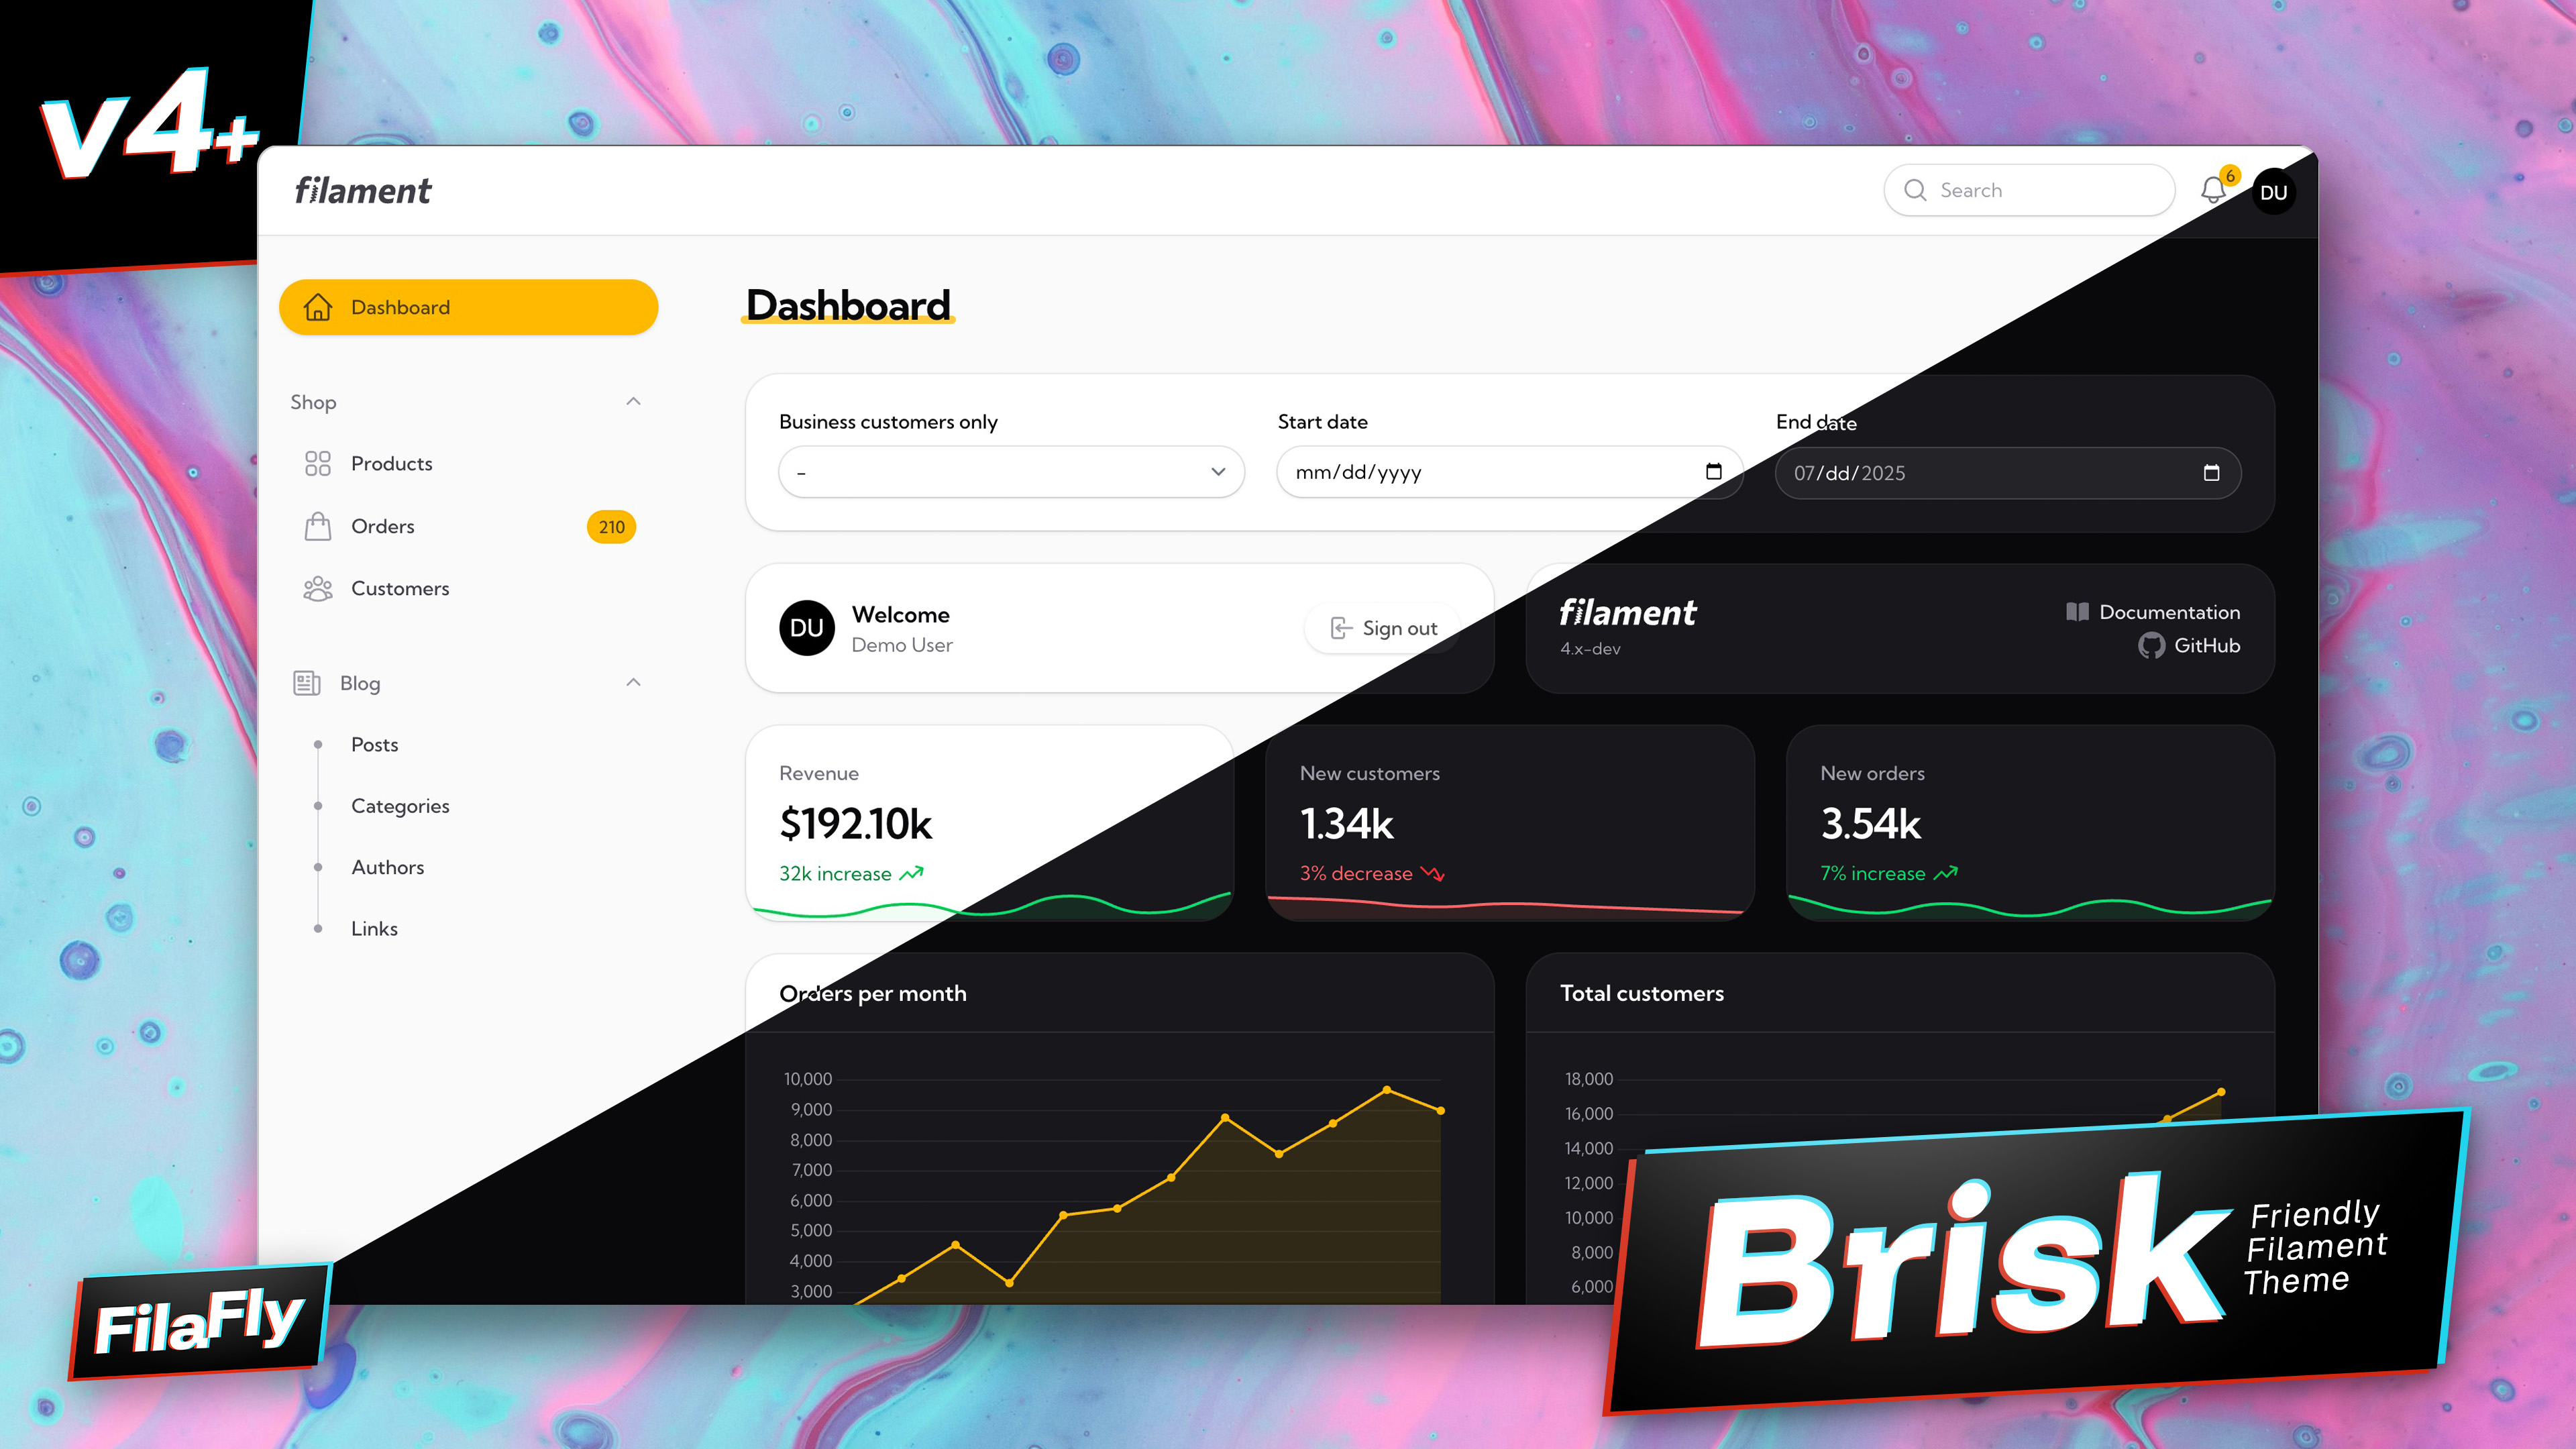 v4+
filament
Search
6
DU
Dashboard
Shop
Products
Orders
210
Customers
Blog
Posts
Categories
Authors
Links
Dashboard
Business customers only
-
Start date
mm/dd/yyyy
End date
07/dd/2025
DU
Welcome
Demo User
Sign out
filament
4.x-dev
Documentation
GitHub
Revenue
$192.10k
32k increase
New customers
1.34k
3% decrease
New orders
3.54k
7% increase
Orders per month
10,000
9,000
8,000
7,000
6,000
5,000
4,000
3,000
Total customers
18,000
16,000
14,000
12,000
10,000
8,000
6,000
FilaFly
Brisk
Friendly
Filament
Theme